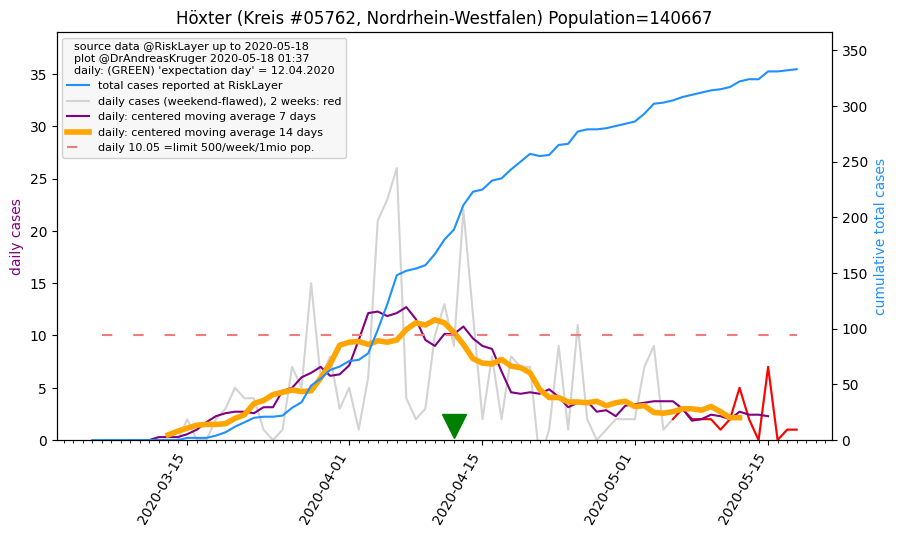 Höxter (Kreis #05762, Nordrhein-Westfalen) Population=140667
source data @RiskLayer up to 2020-05-18
plot @DrAndreasKruger 2020-05-18 01:37
daily: (GREEN) 'expectation day' = 12.04.2020
total cases reported at RiskLayer
daily cases (weekend-flawed), 2 weeks: red
daily: centered moving average 7 days
daily: centered moving average 14 days
daily 10.05 =limit 500/week/1mio pop.
daily cases
35
30
25
20
15
10
5
0
350
300
250
200
150
100
50
0
cumulative total cases
2020-03-15
2020-04-01
2020-04-15
2020-05-01
2020-05-15